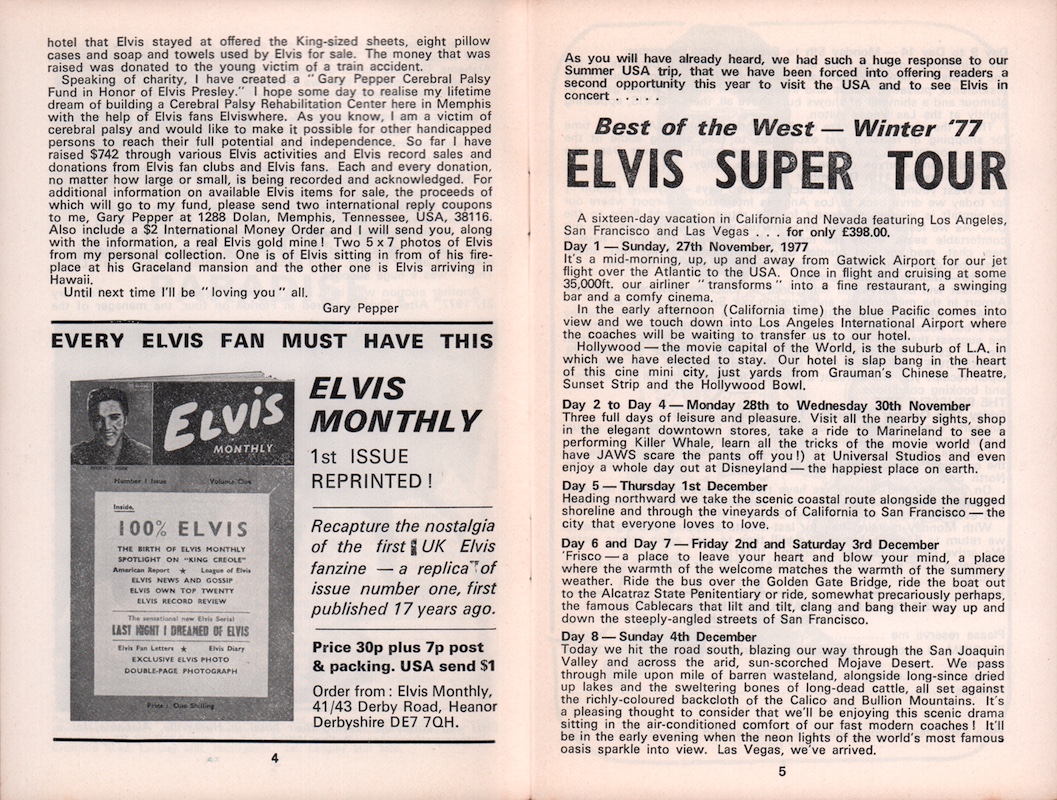 hotel that Elvis stayed at offered the King-sized sheets, eight pillow
cases and soap and towels used by Elvis for sale. The money that was
raised was donated to the young victim of a train accident.
Speaking of charity, I have created a "Gary Pepper Cerebral Palsy
Fund in Honor of Elvis Presley." I hope some day to realise my lifetime
dream of building a Cerebral Palsy Rehabilitation Center here in Memphis
with the help of Elvis fans Elviswhere. As you know, I am a victim of
cerebral palsy and would like to make it possible for other handicapped
persons to reach their full potential and independence. So far I have
raised $742 through various Elvis activities and Elvis record sales and
donations from Elvis fan clubs and Elvis fans. Each and every donation,
no matter how large or small, is being recorded and acknowledged. For
additional information on available Elvis items for sale, the proceeds of
which will go to my fund, please send two international reply coupons
to me, Gary Pepper at 1288 Dolan, Memphis, Tennessee, USA, 38116.
Also include a $2 International Money Order and I will send you, along
with the information, a real Elvis gold mine! Two 5 x 7 photos of Elvis
from my personal collection. One is of Elvis sitting in from of his fire-
place at his Graceland mansion and the other one is Elvis arriving in
Hawaii.
Until next time I'll be "loving you" all.
Gary Pepper
EVERY ELVIS FAN MUST HAVE THIS
ELVIS
MONTHLY
Number 1 Issue Volume One
Inside,
100% ELVIS
THE BIRTH OF ELVIS MONTHLY
SPOTLIGHT ON "KING CREOLE"
American Report ★ League of Elvis
ELVIS NEWS AND GOSSIP
ELVIS OWN TOP TWENTY
ELVIS RECORD REVIEW
The sensational new Elvis Serial
LAST NIGHT I DREAMED OF ELVIS
Elvis Fan Letters ★ Elvis Diary
EXCLUSIVE ELVIS PHOTO
DOUBLE-PAGE PHOTOGRAPH
Price: One Shilling
ELVIS
MONTHLY
1st ISSUE
REPRINTED!
Recapture the nostalgia
of the first UK Elvis
fanzine — a replica of
issue number one, first
published 17 years ago.
Price 30p plus 7p post
& packing. USA send $1
Order from: Elvis Monthly,
41/43 Derby Road, Heanor
Derbyshire DE7 7QH.
4
As you will have already heard, we had such a huge response to our
Summer USA trip, that we have been forced into offering readers a
second opportunity this year to visit the USA and to see Elvis in
concert . . . . .
Best of the West — Winter '77
ELVIS SUPER TOUR
A sixteen-day vacation in California and Nevada featuring Los Angeles,
San Francisco and Las Vegas . . . for only £398.00.
Day 1 — Sunday, 27th November, 1977
It's a mid-morning, up, up and away from Gatwick Airport for our jet
flight over the Atlantic to the USA. Once in flight and cruising at some
35,000ft. our airliner "transforms" into a fine restaurant, a swinging
bar and a comfy cinema.
In the early afternoon (California time) the blue Pacific comes into
view and we touch down into Los Angeles International Airport where
the coaches will be waiting to transfer us to our hotel.
Hollywood — the movie capital of the World, is the suburb of L.A. in
which we have elected to stay. Our hotel is slap bang in the heart
of this cine mini city, just yards from Grauman's Chinese Theatre,
Sunset Strip and the Hollywood Bowl.
Day 2 to Day 4 — Monday 28th to Wednesday 30th November
Three full days of leisure and pleasure. Visit all the nearby sights, shop
in the elegant downtown stores, take a ride to Marineland to see a
performing Killer Whale, learn all the tricks of the movie world (and
have JAWS scare the pants off you!) at Universal Studios and even
enjoy a whole day out at Disneyland — the happiest place on earth.
Day 5 — Thursday 1st December
Heading northward we take the scenic coastal route alongside the rugged
shoreline and through the vineyards of California to San Francisco — the
city that everyone loves to love.
Day 6 and Day 7 — Friday 2nd and Saturday 3rd December
'Frisco — a place to leave your heart and blow your mind, a place
where the warmth of the welcome matches the warmth of the summery
weather. Ride the bus over the Golden Gate Bridge, ride the boat out
to the Alcatraz State Penitentiary or ride, somewhat precariously perhaps,
the famous Cablecars that lilt and tilt, clang and bang their way up and
down the steeply-angled streets of San Francisco.
Day 8 — Sunday 4th December
Today we hit the road south, blazing our way through the San Joaquin
Valley and across the arid, sun-scorched Mojave Desert. We pass
through mile upon mile of barren wasteland, alongside long-since dried
up lakes and the sweltering bones of long-dead cattle, all set against
the richly-coloured backcloth of the Calico and Bullion Mountains. It's
a pleasing thought to consider that we'll be enjoying this scenic drama
sitting in the air-conditioned comfort of our fast modern coaches! It'll
be in the early evening when the neon lights of the world's most famous
oasis sparkle into view. Las Vegas, we've arrived.
5